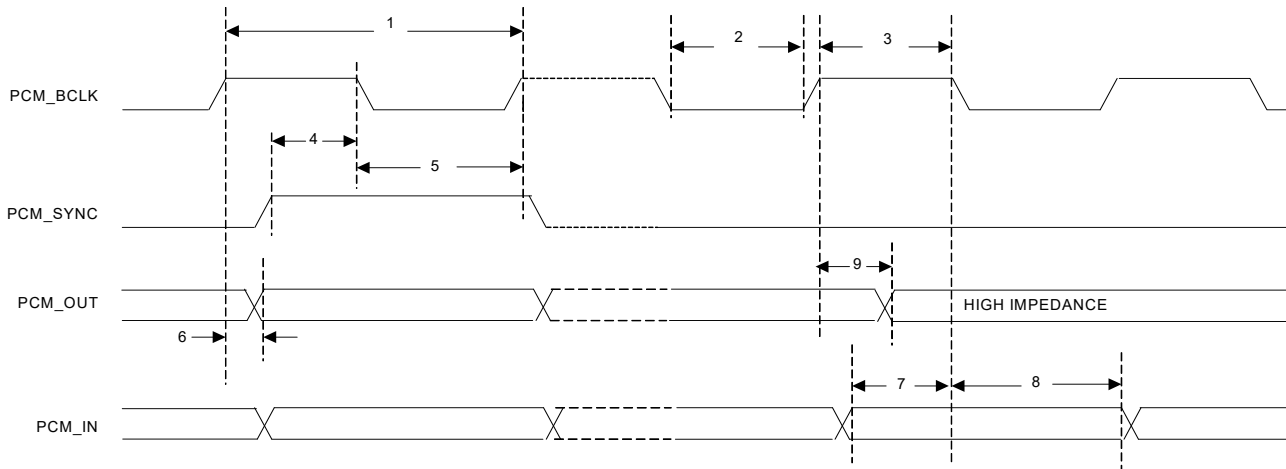 1
2
3
PCM_BCLK
4
5
PCM_SYNC
9
PCM_OUT
HIGH IMPEDANCE
6
7
8
PCM_IN